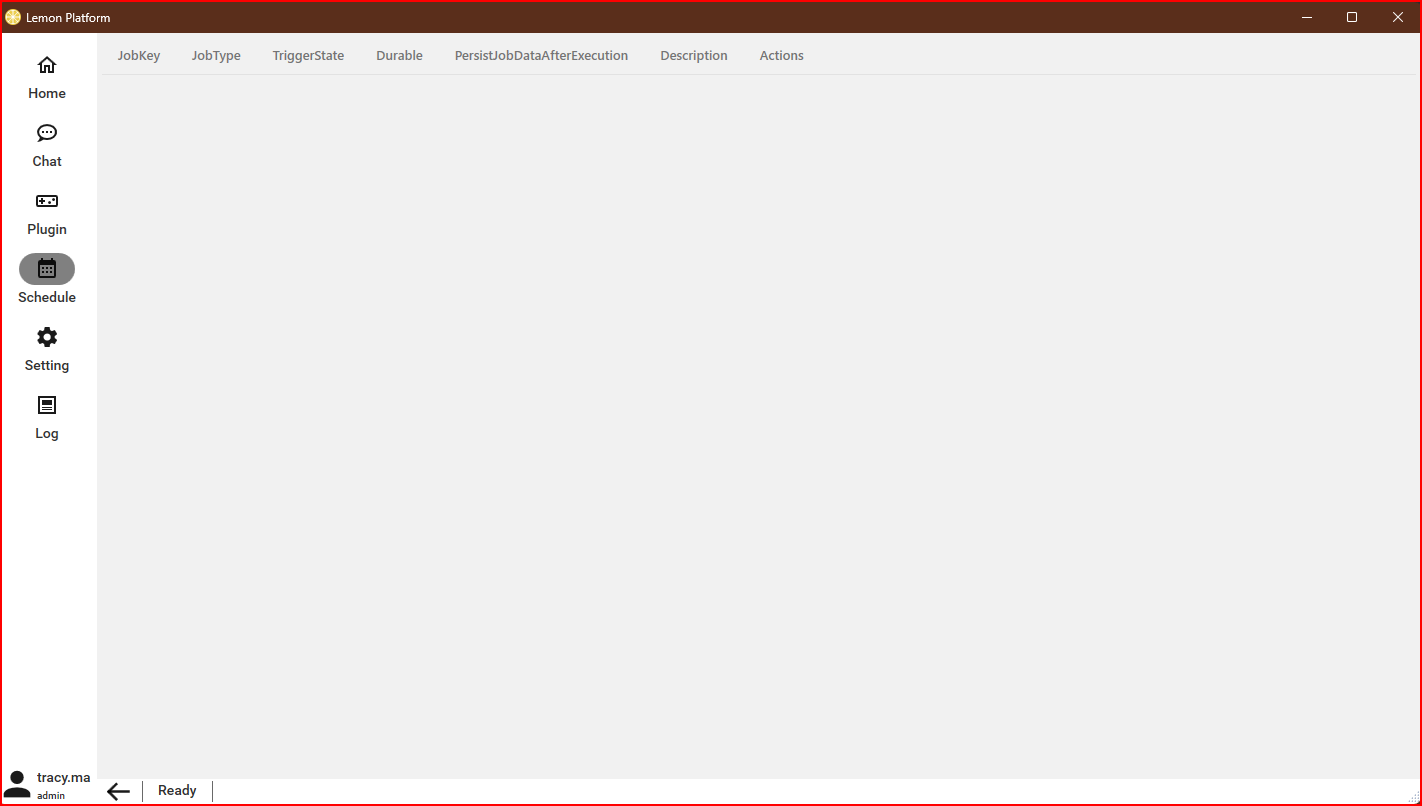 Lemon Platform
JobKey JobType TriggerState Durable PersistJobDataAfterExecution Description Actions
Home
Chat
Plugin
Schedule
Setting
Log
tracy.ma
admin
Ready